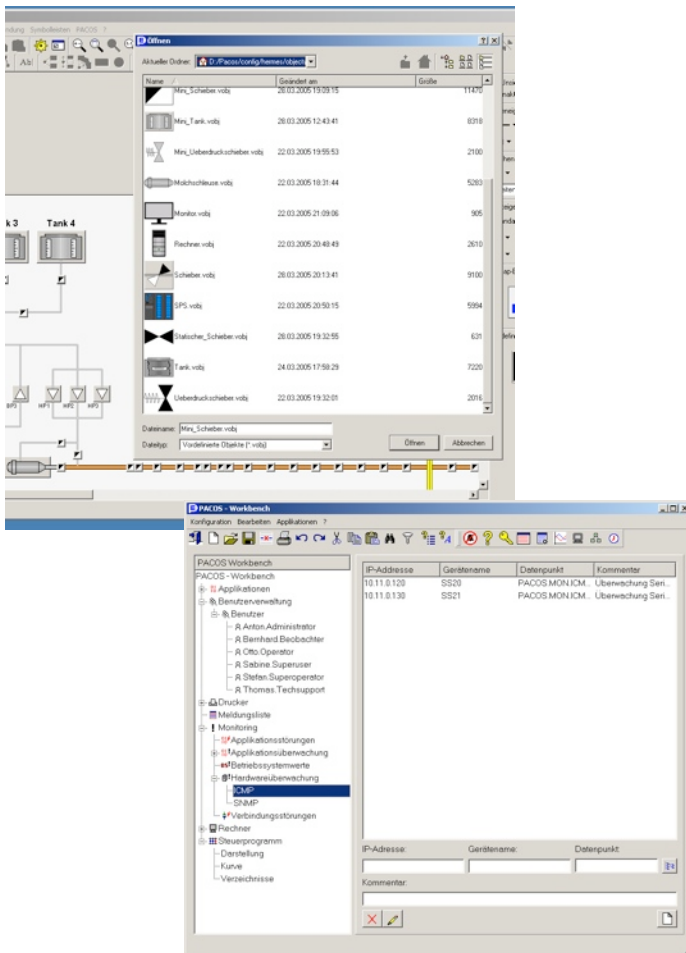 Symbolleisten PACOS ?
Öffnen
Aktueller Ordner: D:/Pacos/config/hermes/object
Name Geändert am Größe
Mini_Schieber.vobj 28.03.2005 19:09:15 11470
Mini_Tank.vobj 28.03.2005 12:43:41 8318
Mini_Ueberdruckschieber.vobj 22.03.2005 19:55:53 2100
Molchschleuse.vobj 22.03.2005 18:31:44 5283
Monitor.vobj 22.03.2005 21:09:06 905
Rechner.vobj 22.03.2005 20:48:49 2610
Schieber.vobj 28.03.2005 20:13:41 9100
SPS.vobj 22.03.2005 20:50:15 5994
Statischer_Schieber.vobj 28.03.2005 19:32:55 631
Tank.vobj 24.03.2005 17:58:29 7220
Ueberdruckschieber.vobj 22.03.2005 19:32:01 2016
Dateiname: Mini_Schieber.vobj
Dateityp: Vordefinierte Objekte (*.vobj)
Öffnen Abbrechen
k 3 Tank 4
HP1 HP2
PACOS - Workbench
Konfiguration Bearbeiten Applikationen ?
PACOS Workbench
PACOS - Workbench
Applikationen
Benutzerverwaltung
Benutzer
Anton.Administrator
Bernhard.Beobachter
Otto.Operator
Sabine.Superuser
Stefan.Superoperator
Thomas.Techsupport
Drucker
Meldungsliste
Monitoring
Applikationsstörungen
Applikationsüberwachung
Betriebssystemwerte
Hardwareüberwachung
ICMP
SNMP
Verbindungsstörungen
Rechner
Steuerprogramm
Darstellung
Kurve
Verzeichnisse
IP-Addresse Gerätename Datenpunkt Kommentar
10.11.0.120 SS20 PACOS.MON.ICM... Überwachung Seri...
10.11.0.130 SS21 PACOS.MON.ICM... Überwachung Seri...
IP-Adresse: Gerätename: Datenpunkt:
Kommentar: